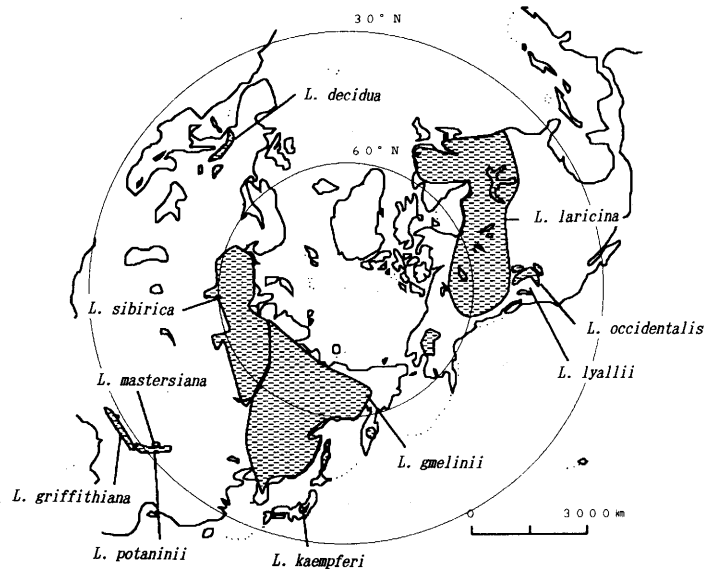 30° N
L. decidua
60° N
L. laricina
L. sibirica
L. occidentalis
L. mastersiana
L. lyallii
L. gmelinii
L. griffithiana
0 3000 km
L. potaninii
L. kaempferi